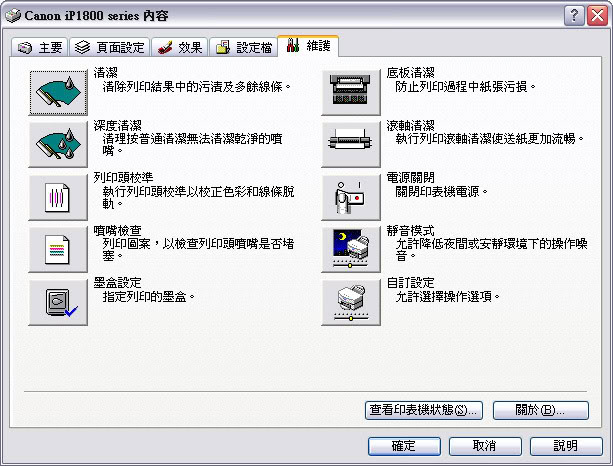 Canon iP1800 series 內容
主要 頁面設定 效果 設定檔 維護
清潔
清除列印結果中的污漬及多餘線條。
深度清潔
清理按普通清潔無法清潔乾淨的噴
嘴。
列印頭校準
執行列印頭校準以校正色彩和線條脫
軌。
噴嘴檢查
列印圖案，以檢查列印頭噴嘴是否堵
塞。
墨盒設定
指定列印的墨盒。
底板清潔
防止列印過程中紙張污損。
滾軸清潔
執行列印滾軸清潔使送紙更加流暢。
電源關閉
關閉印表機電源。
靜音模式
允許降低夜間或安靜環境下的操作噪
音。
自訂設定
允許選擇操作選項。
查看印表機狀態(S)... 關於(B)...
確定 取消 說明